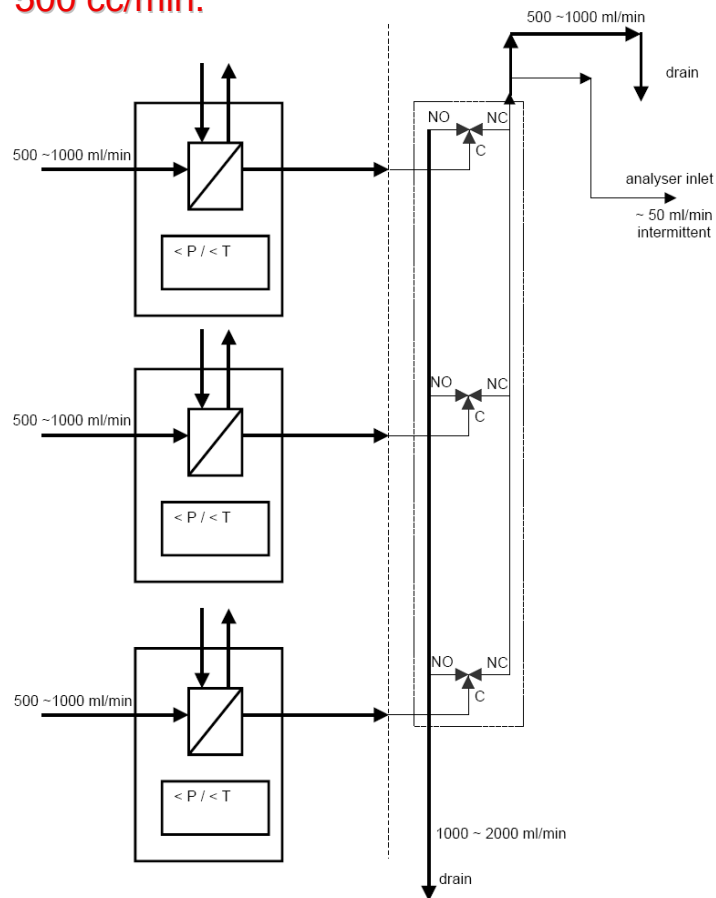 500 cc/min.
500 ~1000 ml/min
drain
NO
NC
C
500 ~1000 ml/min
analyser inlet
~ 50 ml/min
intermittent
< P / < T
NO
NC
C
500 ~1000 ml/min
< P / < T
NO
NC
C
500 ~1000 ml/min
< P / < T
1000 ~ 2000 ml/min
drain